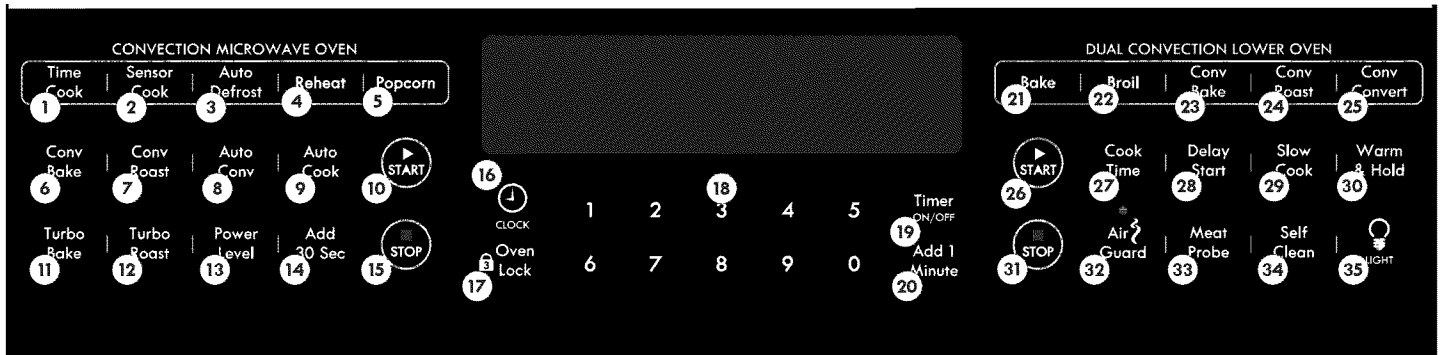 CONVECTION MICROWAVE OVEN
Time Cook
1
Sensor Cook
2
Auto Defrost
3
Reheat
4
Popcorn
5
Conv Bake
6
Conv Roast
7
Auto Conv
8
Auto Cook
9
START
10
Turbo Bake
11
Turbo Roast
12
Power Level
13
Add 30 Sec
14
STOP
15
16
CLOCK
3
Oven Lock
17
18
1 2 3 4 5
6 7 8 9 0
Timer
ON/OFF
19
Add 1 Minute
20
DUAL CONVECTION LOWER OVEN
Bake
21
Broil
22
Conv Bake
23
Conv Roast
24
Conv Convert
25
START
26
Cook Time
27
Delay Start
28
Slow Cook
29
Warm & Hold
30
STOP
31
Air Guard
32
Meat Probe
33
Self Clean
34
LIGHT
35